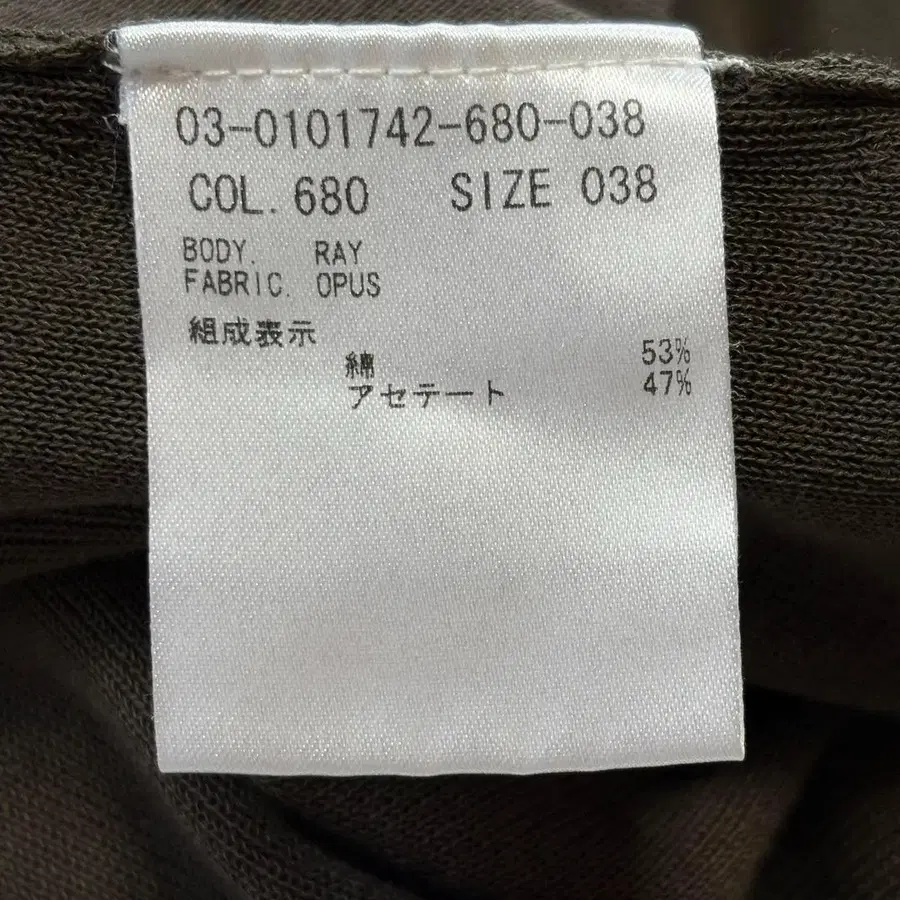 03-0101742-680-038
COL. 680 SIZE 038
BODY. RAY
FABRIC. OPUS
組成表示
綿 53%
アセテート 47%